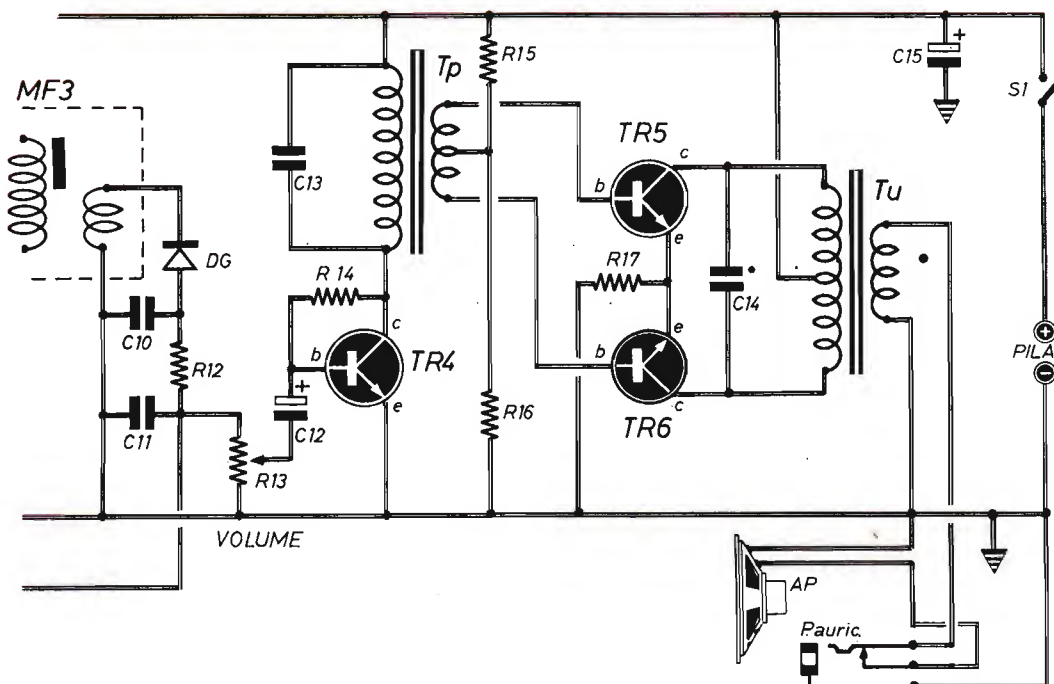 MF3
DG
C10
R12
C11
R13
VOLUME
C12
R 14
C13
Tp
R15
R16
b
c
e
TR4
TR5
b
c
e
R17
b
e
c
TR6
C14
Tu
C15
+
S1
+
PILA
-
+
AP
P.auric.